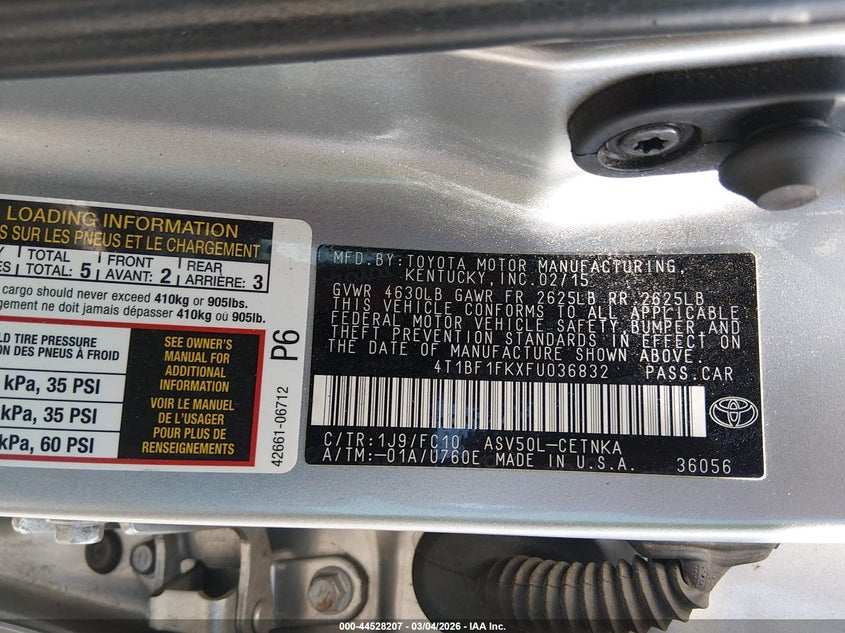 LOADING INFORMATION
S SUR LES PNEUS ET LE CHARGEMENT
TOTAL FRONT REAR
TOTAL: 5 AVANT: 2 ARRIÈRE: 3
cargo should never exceed 410kg or 905lbs.
ne doit jamais dépasser 410kg où 905lb.
TIRE PRESSURE
DES PNEUS À FROID
kPa, 35 PSI
kPa, 35 PSI
kPa, 60 PSI
SEE OWNER'S
MANUAL FOR
ADDITIONAL
INFORMATION
VOIR LE MANUEL
DE L'USAGER
POUR PLUS DE
RENSEIGNEMENTS
42661-06712 P6
MFD.BY:TOYOTA MOTOR MANUFACTURING,
KENTUCKY, INC.02/15
GVWR 4630LB GAWR FR 2625LB RR 2625LB
THIS VEHICLE CONFORMS TO ALL APPLICABLE
FEDERAL MOTOR VEHICLE SAFETY,BUMPER,AND
THEFT PREVENTION STANDARDS IN EFFECT ON
THE DATE OF MANUFACTURE SHOWN ABOVE.
4T1BF1FKXFU036832 PASS.CAR
C/TR:1J9/FC10 ASV50L-CETNKA
A/TM:-01A/U760E MADE IN U.S.A. 36056
000-44528207 - 03/04/2026 - IAA Inc.